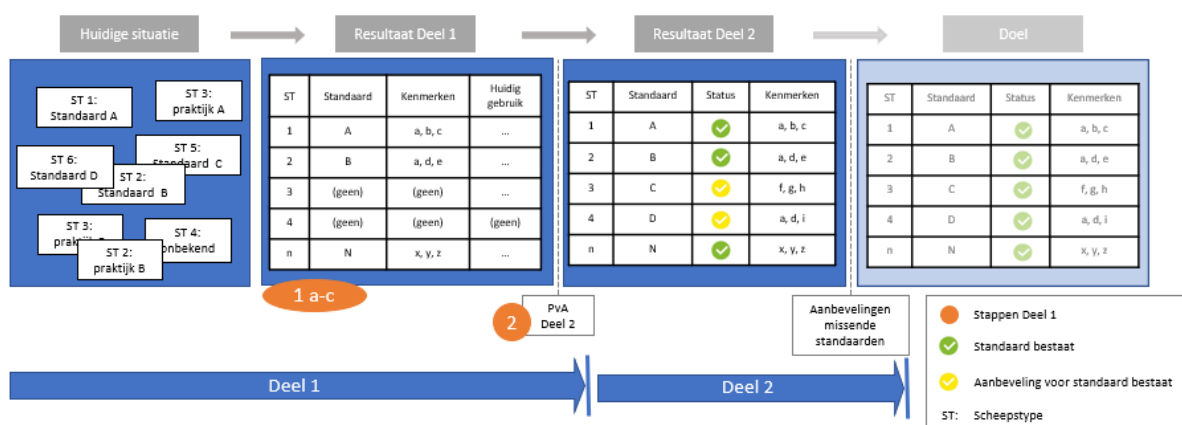 Huidige situatie
Resultaat Deel 1
Resultaat Deel 2
Doel
ST 1:
Standaard A
ST 3:
praktijk A
ST 5:
Standaard C
ST 6:
Standaard D
ST 2:
Standaard B
ST 3:
ST 4:
onbekend
ST 2:
praktijk B
ST Standaard Kenmerken Huidig gebruik
1 A a, b, c ...
2 B a, d, e ...
3 (geen) (geen) ...
4 (geen) (geen) (geen)
n N x, y, z ...
1 a-c
2
PvA
Deel 2
ST Standaard Status Kenmerken
1 A a, b, c
2 B a, d, e
3 C f, g, h
4 D a, d, i
n N x, y, z
Aanbevelingen
missende
standaarden
ST Standaard Status Kenmerken
1 A a, b, c
2 B a, d, e
3 C f, g, h
4 D a, d, i
n N x, y, z
Stappen Deel 1
Standaard bestaat
Aanbeveling voor standaard bestaat
ST: Scheepstype
Deel 1
Deel 2